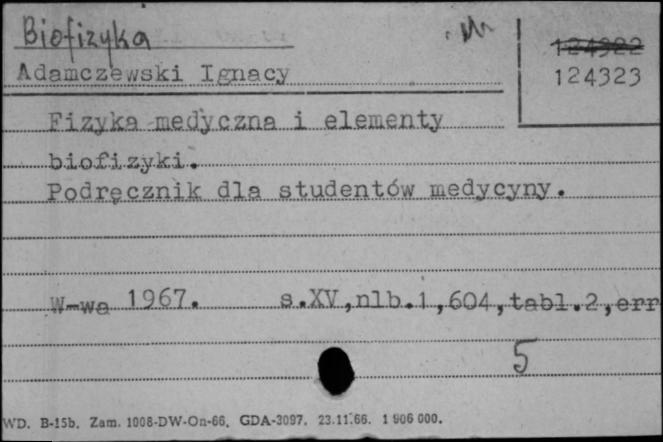 Biofizyka
124322
Adamczewski Ignacy
124323
Fizyka medyczna i elementy
biofizyki.
Podręcznik dla studentów medycyny.
W-wa 1967. s.XV,nlb.1,604,tabl.2,err
5
WD. B-15b. Zam. 1008-DW-On-66. GDA-3097. 23.11.66. 1 906 000.